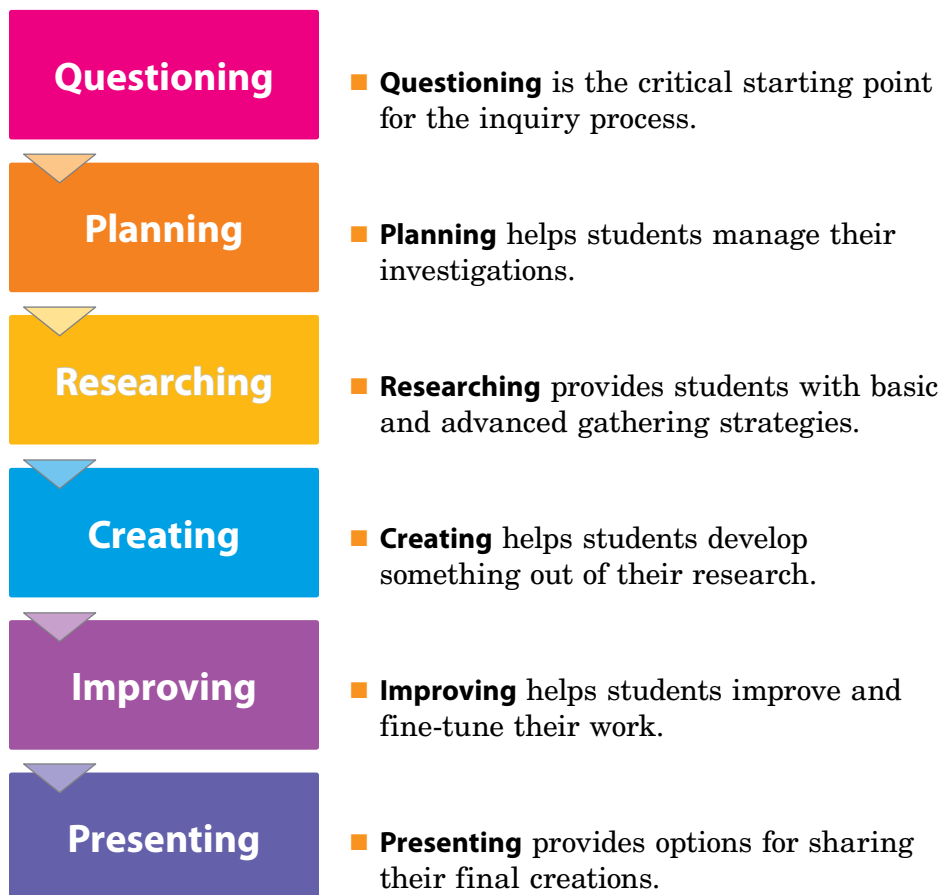 Questioning
■ Questioning is the critical starting point
for the inquiry process.
Planning
■ Planning helps students manage their
investigations.
Researching
■ Researching provides students with basic
and advanced gathering strategies.
Creating
■ Creating helps students develop
something out of their research.
Improving
■ Improving helps students improve and
fine-tune their work.
Presenting
■ Presenting provides options for sharing
their final creations.